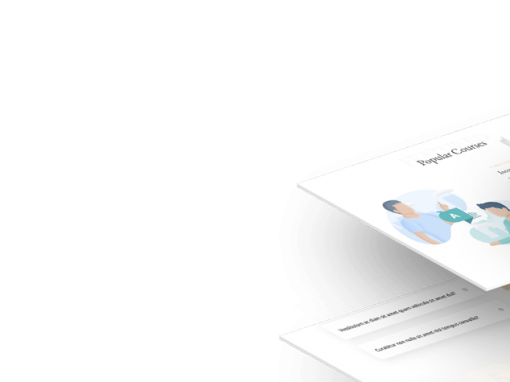 Popular Courses
A
Vestibulum ac diam sit amet quam vehicula sit amet dui?
Curabitur non nulla sit amet nisl tempus convallis?